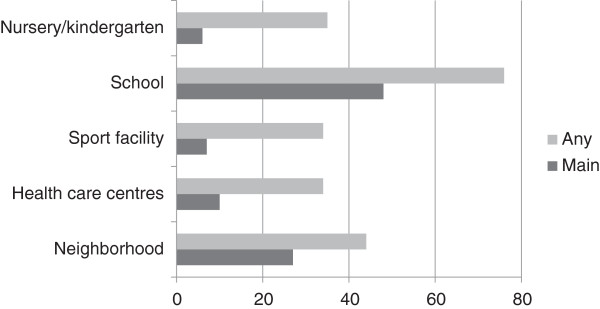 Nursery/kindergarten
School
Sport facility
Health care centres
Neighborhood
0 20 40 60 80
Any
Main